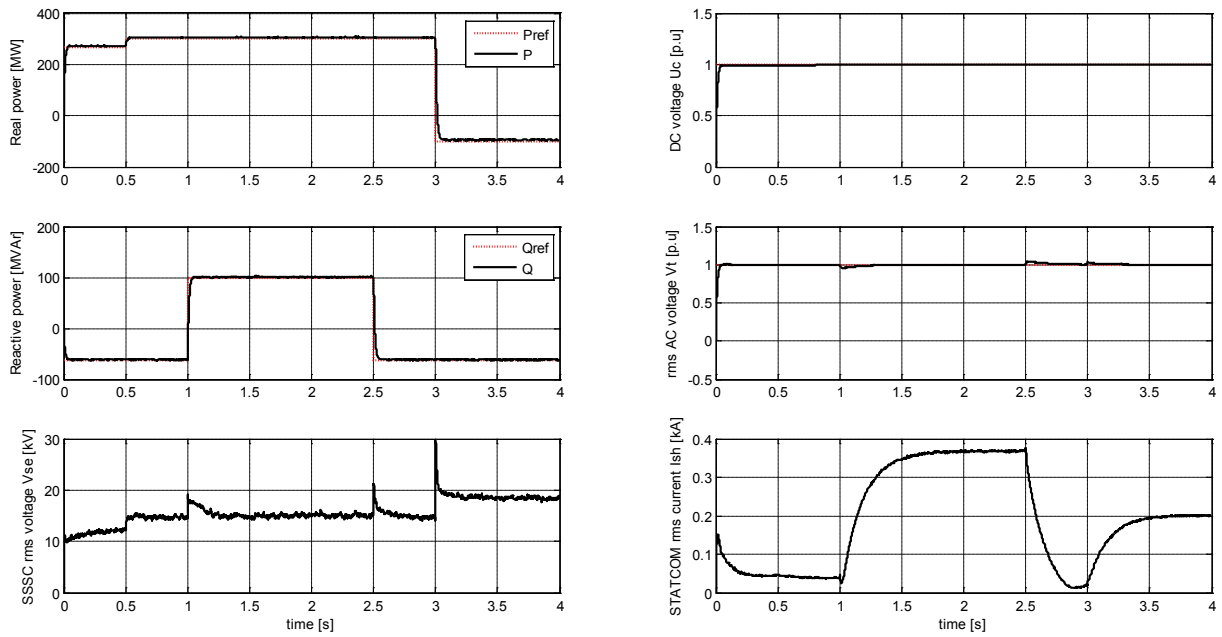 Real power [MW]
400
200
0
-200
Pref
P
0 0.5 1 1.5 2 2.5 3 3.5 4
Reactive power [MVAr]
200
100
0
-100
Qref
Q
0 0.5 1 1.5 2 2.5 3 3.5 4
SSSC rms voltage Vse [kV]
30
20
10
0
0 0.5 1 1.5 2 2.5 3 3.5 4
time [s]
DC voltage Uc [p.u]
1.5
1
0.5
0
0 0.5 1 1.5 2 2.5 3 3.5 4
rms AC voltage Vt [p.u]
1.5
1
0.5
0
-0.5
0 0.5 1 1.5 2 2.5 3 3.5 4
STATCOM rms current Ish [kA]
0.4
0.3
0.2
0.1
0
0 0.5 1 1.5 2 2.5 3 3.5 4
time [s]